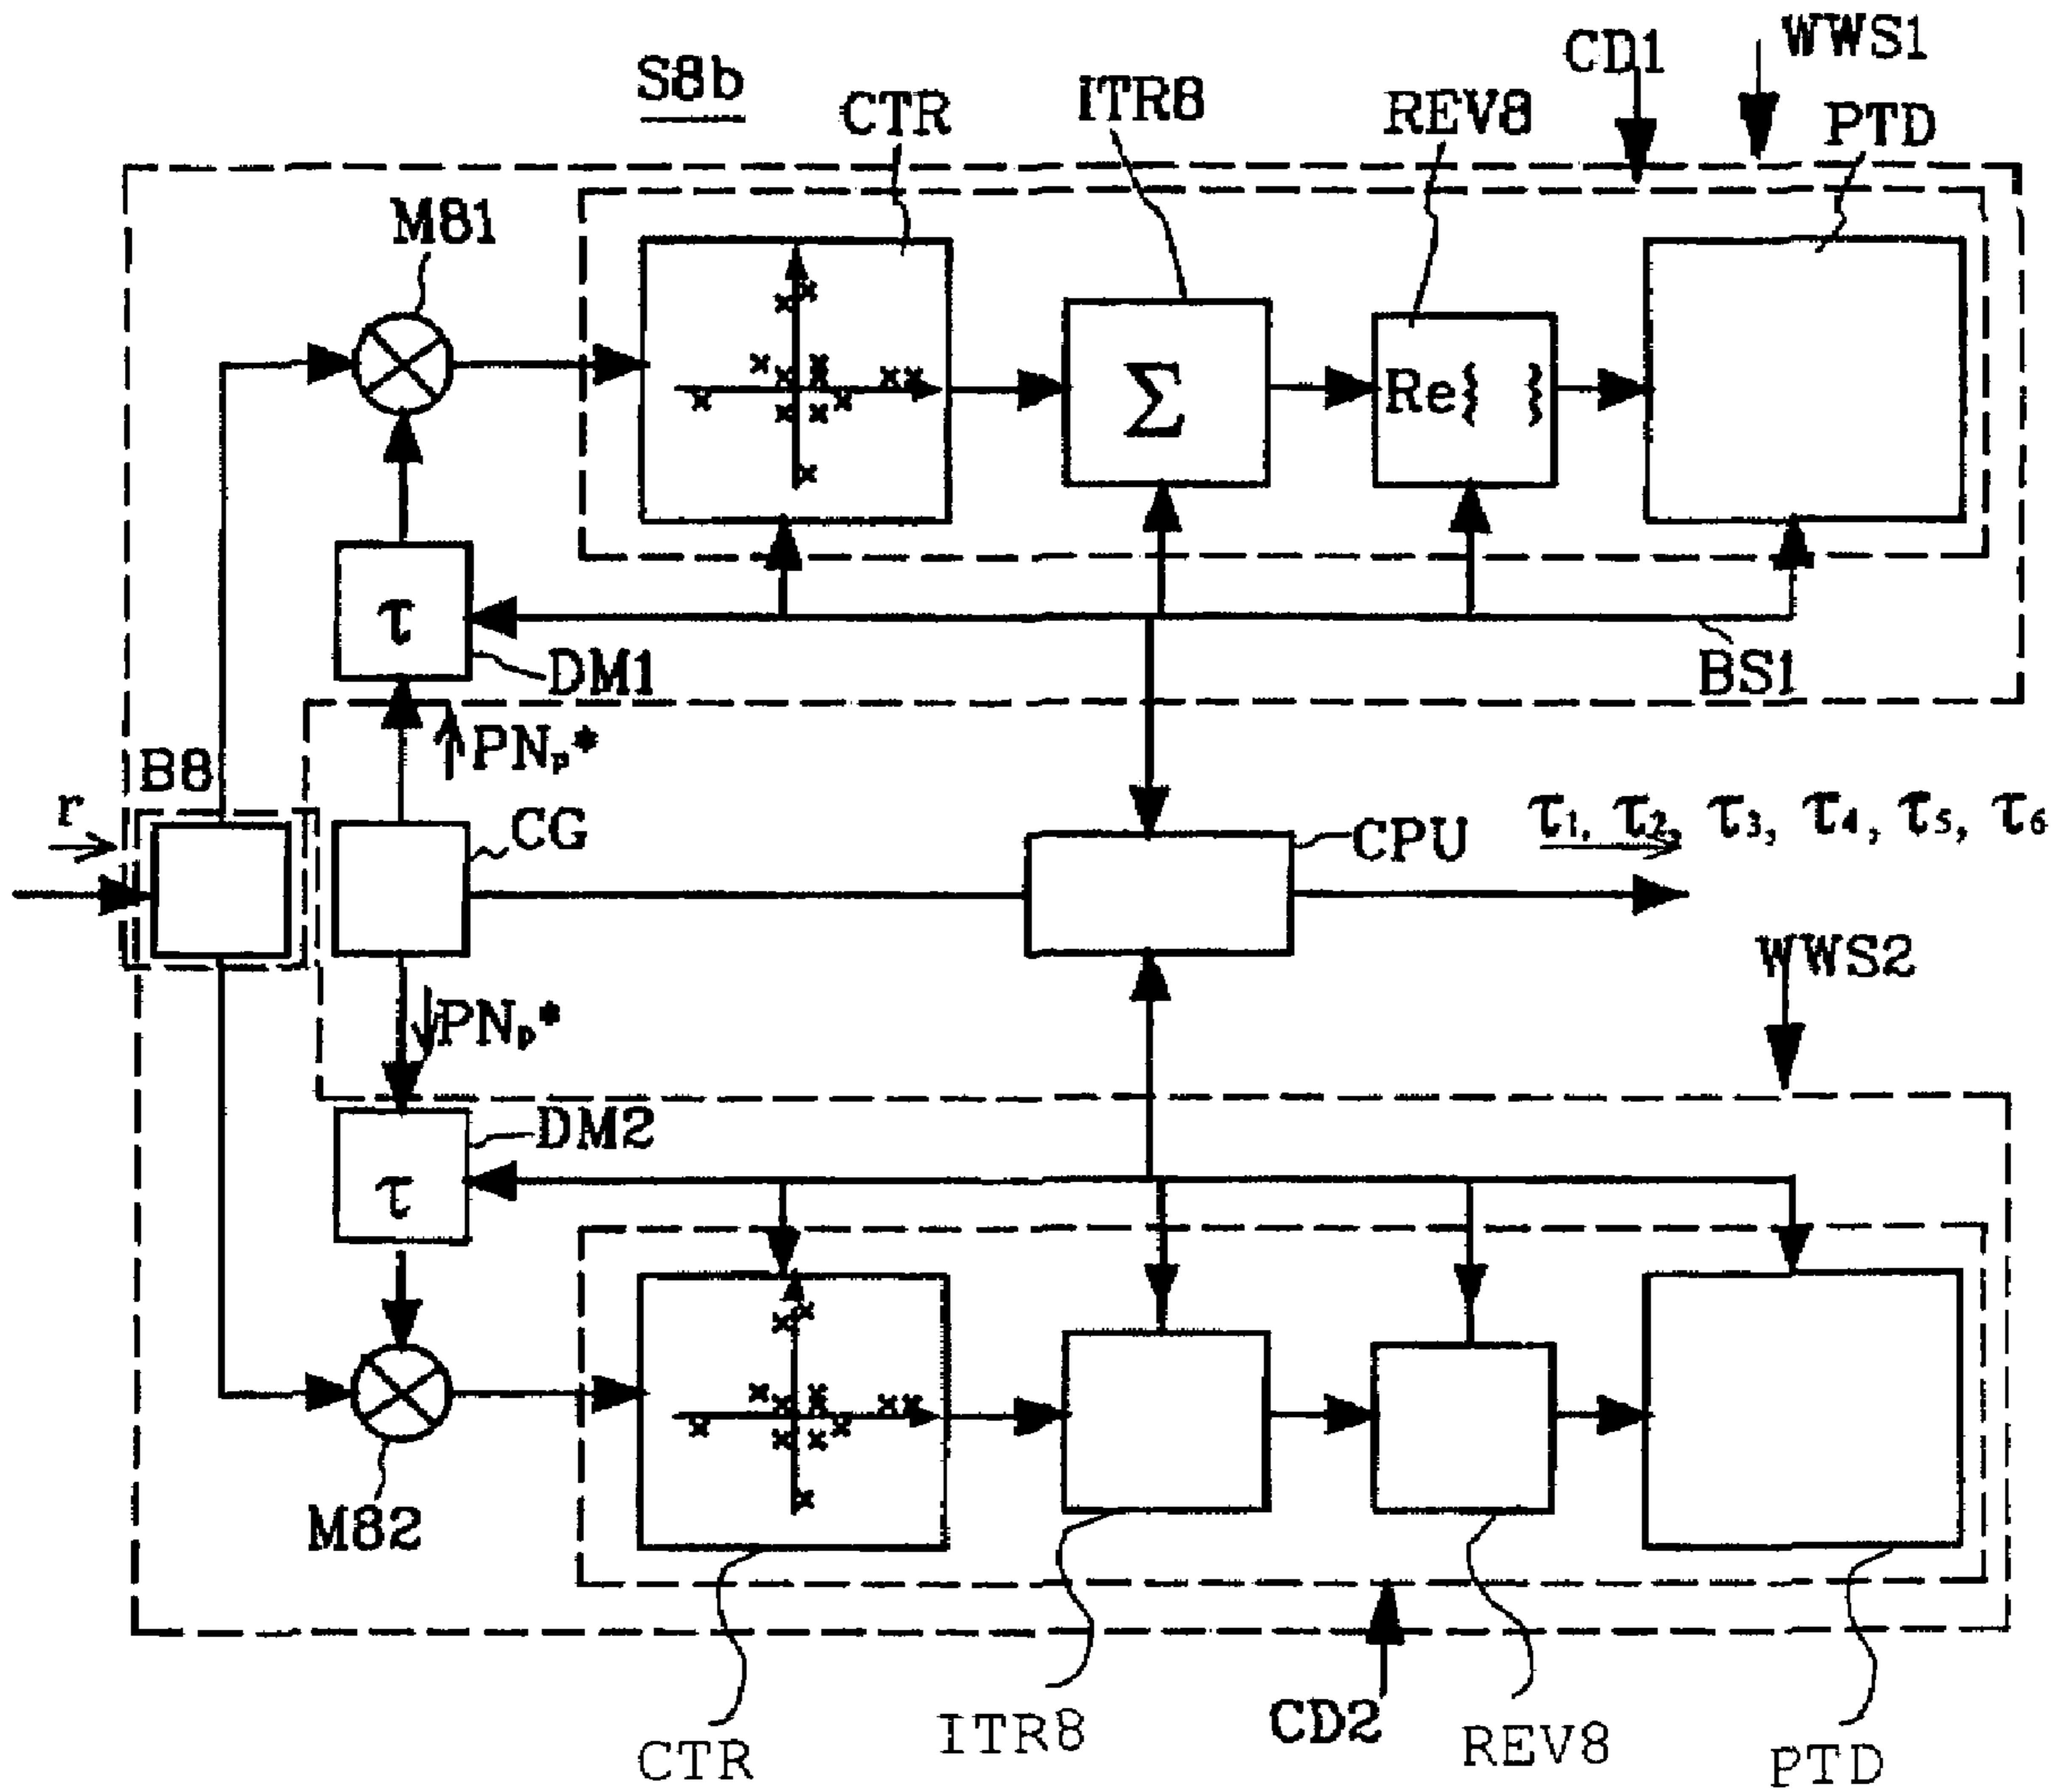 S8b
CTR
ITR8
REV8
CD1
WWS1
PTD
M81
Σ
Re{ }
τ
DM1
BS1
PNp*
B8
r
CG
CPU
τ1, τ2, τ3, τ4, τ5, τ6
WWS2
PNp*
DM2
τ
M82
CTR
ITR8
CD2
REV8
PTD